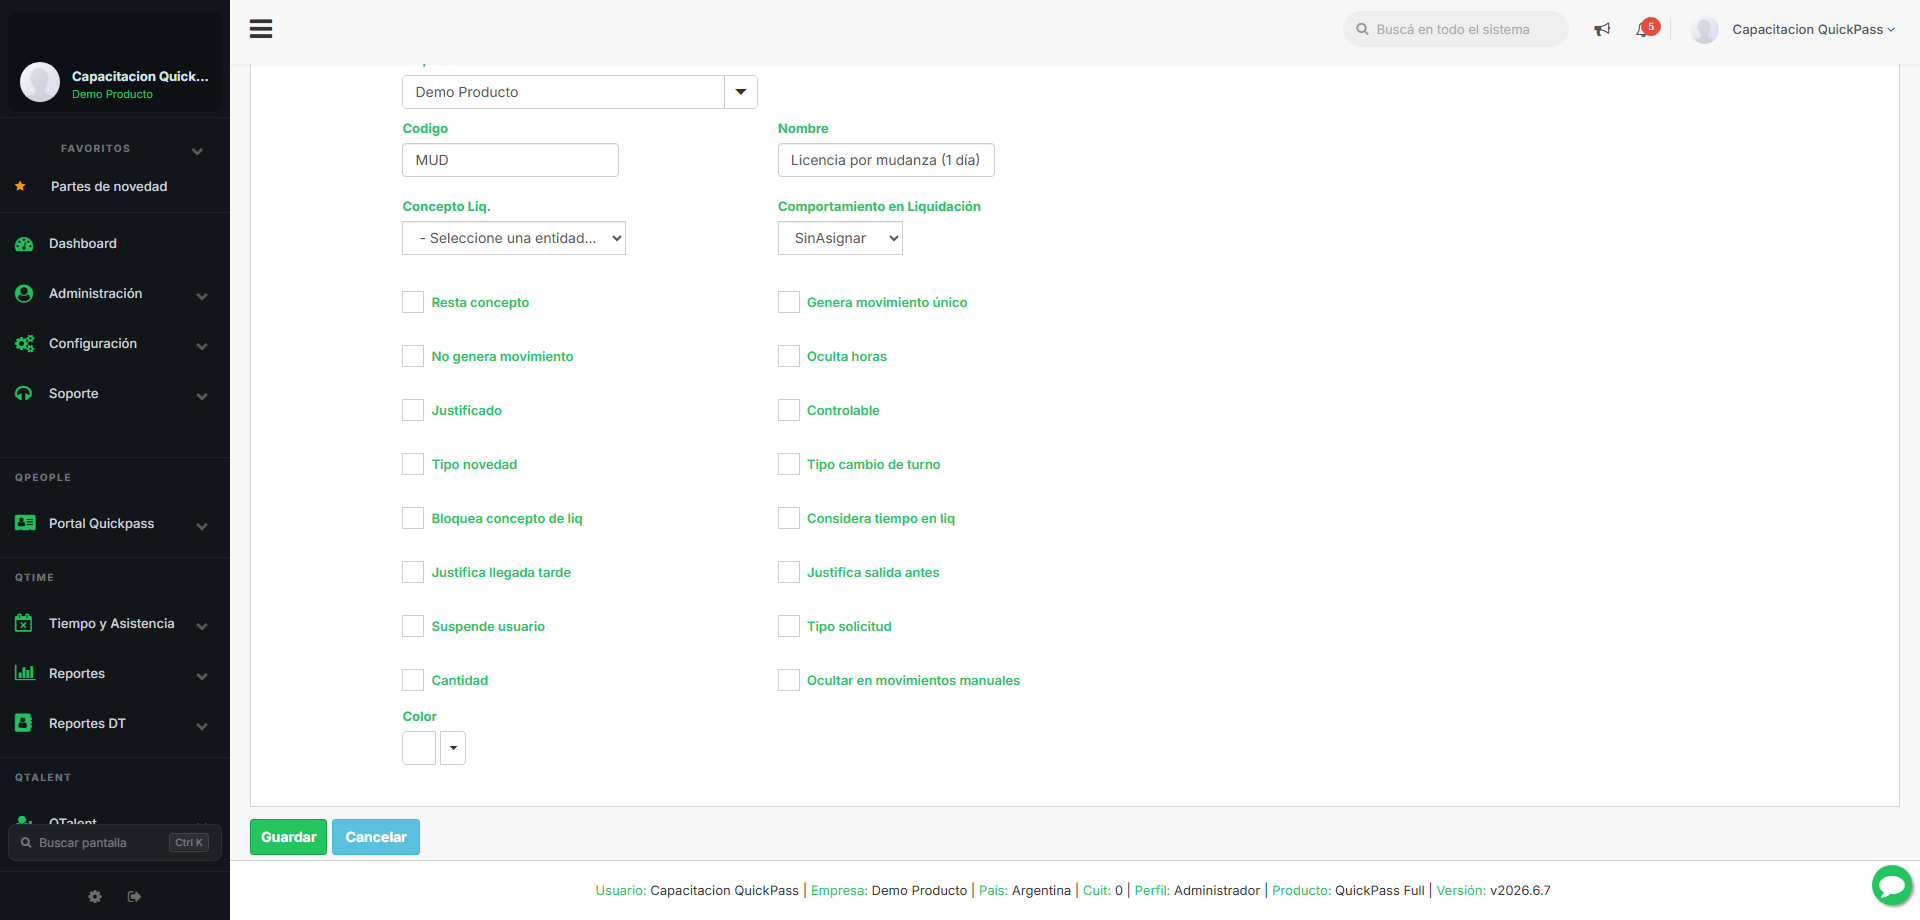 Capacitacion Quick...
Demo Producto
FAVORITOS
Partes de novedad
Dashboard
Administración
Configuración
Soporte
QPEOPLE
Portal Quickpass
QTIME
Tiempo y Asistencia
Reportes
Reportes DT
QTALENT
QTalent
Buscar pantalla
Ctrl K
Buscá en todo el sistema
5
Capacitacion QuickPass
Demo Producto
Codigo
Nombre
MUD
Licencia por mudanza (1 día)
Concepto Liq.
Comportamiento en Liquidación
- Seleccione una entidad...
SinAsignar
Resta concepto
Genera movimiento único
No genera movimiento
Oculta horas
Justificado
Controlable
Tipo novedad
Tipo cambio de turno
Bloquea concepto de liq
Considera tiempo en liq
Justifica llegada tarde
Justifica salida antes
Suspende usuario
Tipo solicitud
Cantidad
Ocultar en movimientos manuales
Color
Guardar
Cancelar
Usuario: Capacitacion QuickPass | Empresa: Demo Producto | País: Argentina | Cuit: 0 | Perfil: Administrador | Producto: QuickPass Full | Versión: v2026.6.7